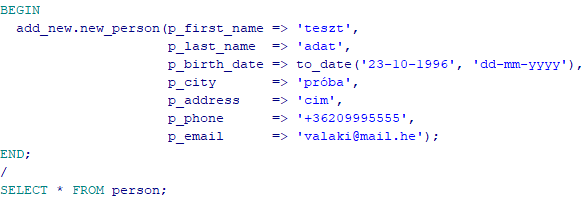 BEGIN
  add_new.new_person(p_first_name => 'teszt',
                     p_last_name  => 'adat',
                     p_birth_date => to_date('23-10-1996', 'dd-mm-yyyy'),
                     p_city       => 'próba',
                     p_address    => 'cim',
                     p_phone      => '+36209995555',
                     p_email      => 'valaki@mail.he');
END;
/
SELECT * FROM person;